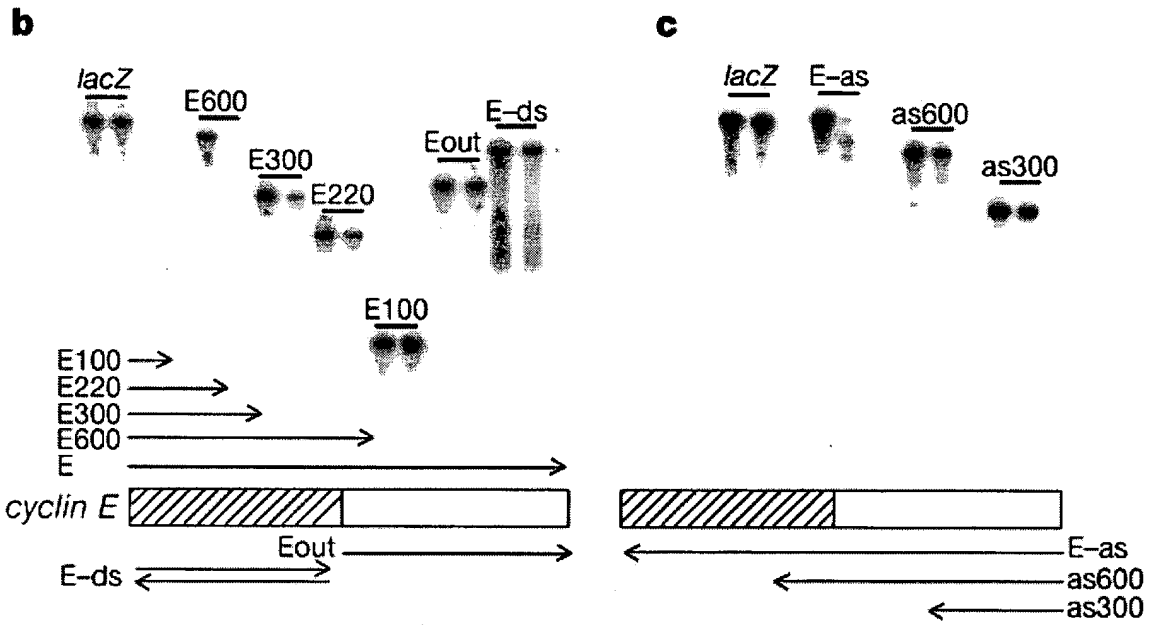 b
lacZ
E600
E300
E220
Eout
E–ds
E100
E100
E220
E300
E600
E
cyclin E
Eout
E–ds
c
lacZ
E–as
as600
as300
E–as
as600
as300